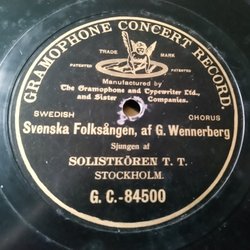 GRAMOPHONE CONCERT RECORD.
TRADE MARK
PATENTED PATENTED
Manufactured by
The Gramophone and Typewriter Ltd.,
and Sister Companies.
SWEDISH CHORUS
Svenska Folksången, af G. Wennerberg
Sjungen af
SOLISTKÖREN T. T.
STOCKHOLM.
G. C.-84500